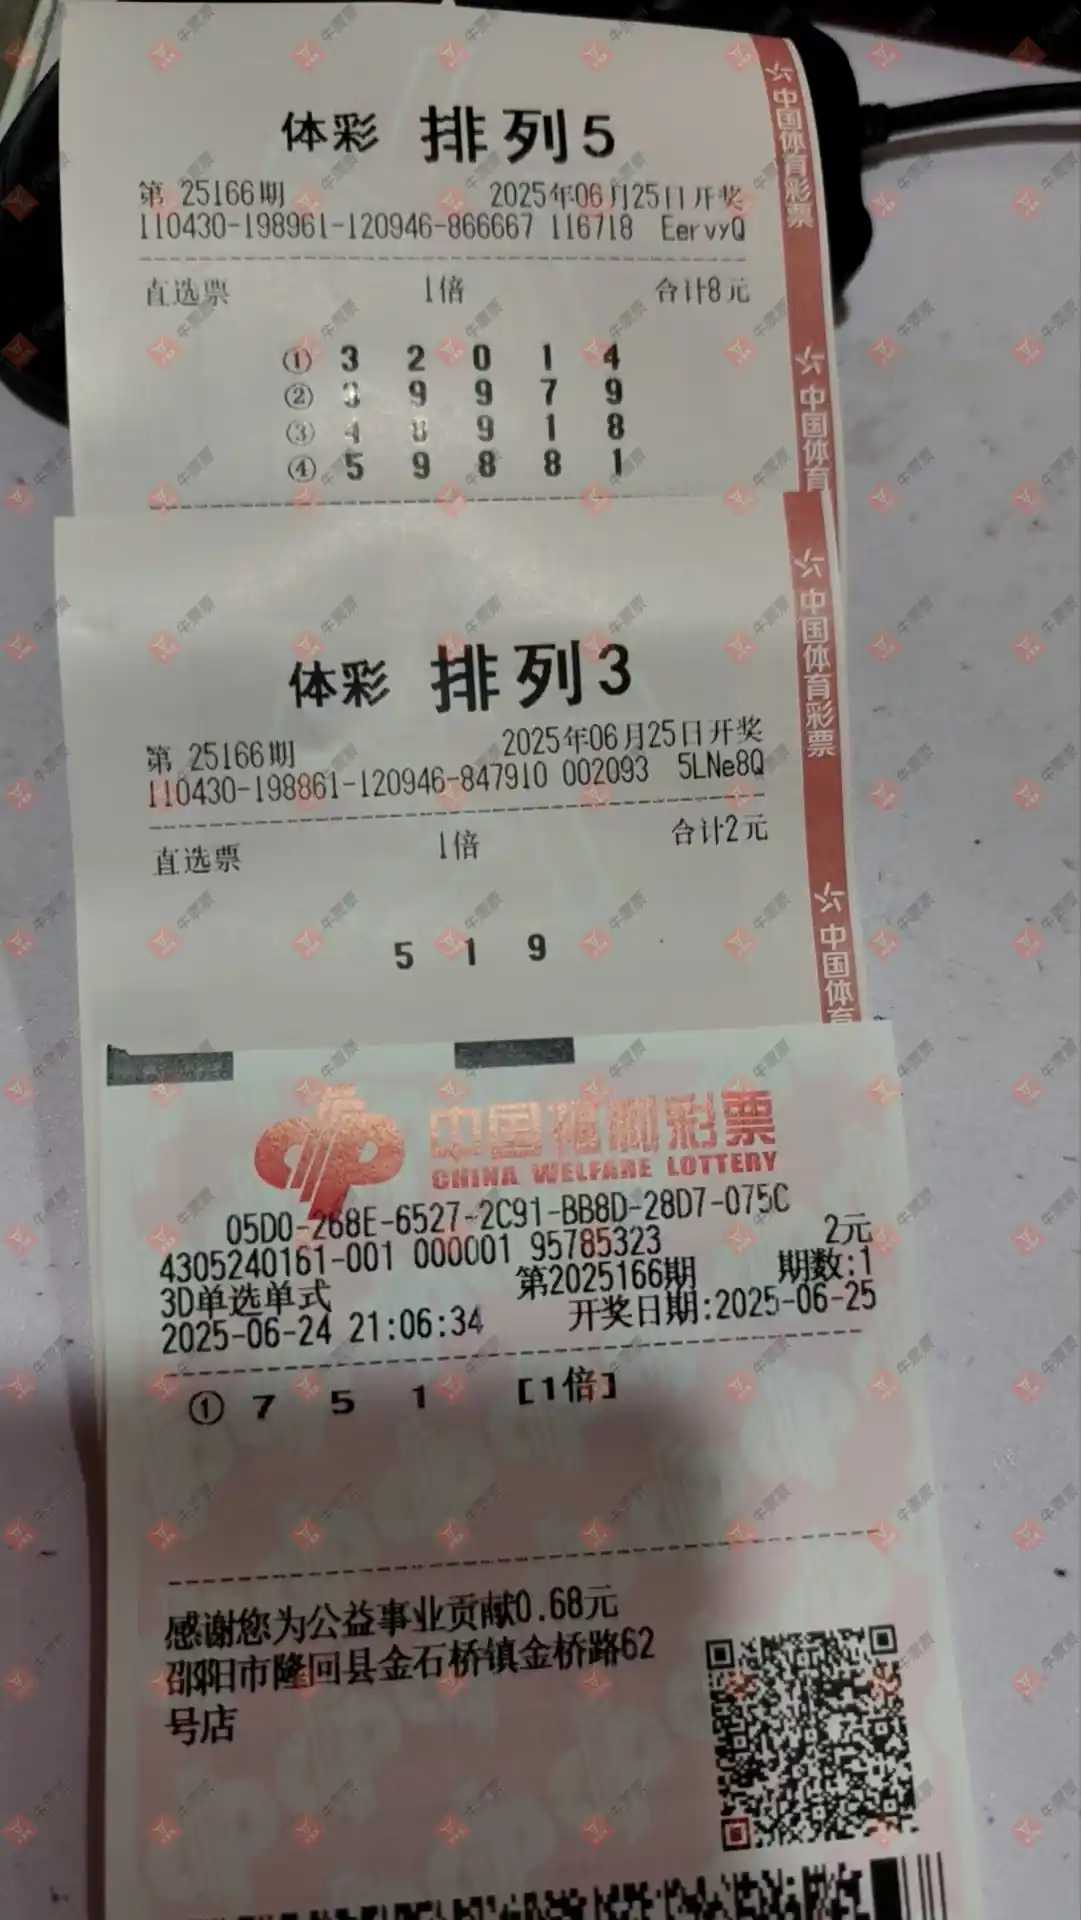 体彩 排列5
第 25166期 2025年06月25日开奖
110430-198961-120946-866667 116718 EervyQ
直选票 1倍 合计8元
① 3 2 0 1 4
② 3 9 9 7 9
③ 4 8 9 1 8
④ 5 9 8 8 1
中国体育彩票
中国体育
体彩 排列3
第 25166期 2025年06月25日开奖
110430-198861-120946-847910 002093 5LNe8Q
直选票 1倍 合计2元
5 1 9
中国体育彩票
中国体育
中国福利彩票
CHINA WELFARE LOTTERY
05D0-268E-6527-2C91-BB8D-28D7-075C
4305240161-001 000001 95785323 2元
3D单选单式 第2025166期 期数:1
2025-06-24 21:06:34 开奖日期:2025-06-25
① 7 5 1 [1倍]
感谢您为公益事业贡献0.68元
邵阳市隆回县金石桥镇金桥路62
号店
牛票票